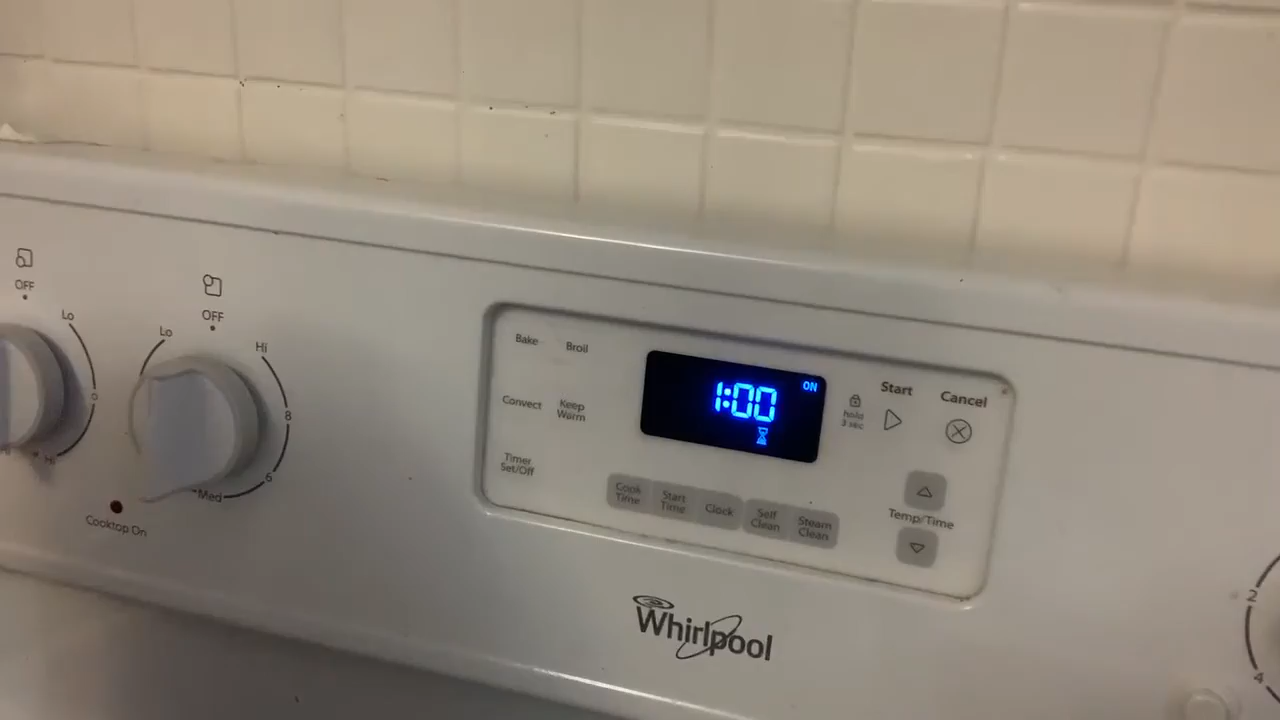 OFF
Lo
Hi
OFF
Lo
Hi
8
6
Med
Cooktop On
Bake
Broil
Convect
Keep
Warm
Timer
Set/Off
1:00
ON
hold
3 sec
Start
Cancel
Cook
Time
Start
Time
Clock
Self
Clean
Steam
Clean
Temp/Time
Whirlpool
2
4